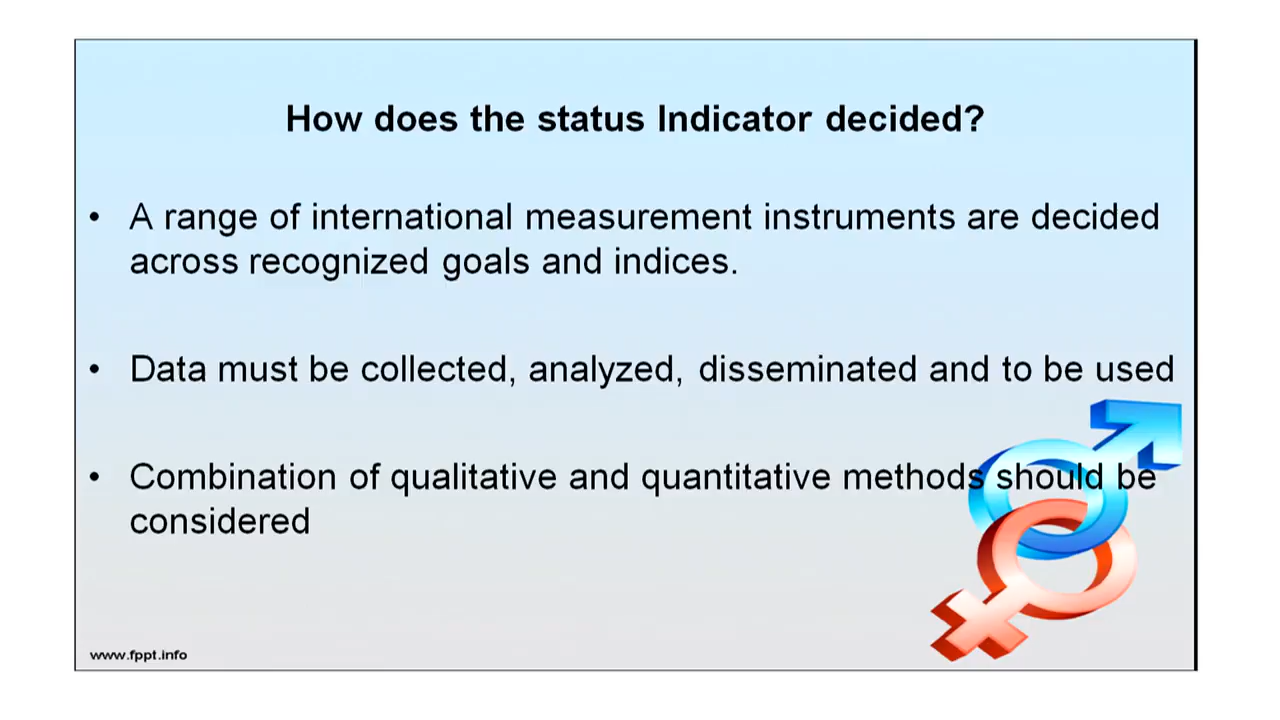 How does the status Indicator decided?
• A range of international measurement instruments are decided
across recognized goals and indices.
• Data must be collected, analyzed, disseminated and to be used
• Combination of qualitative and quantitative methods should be
considered
www.fppt.info